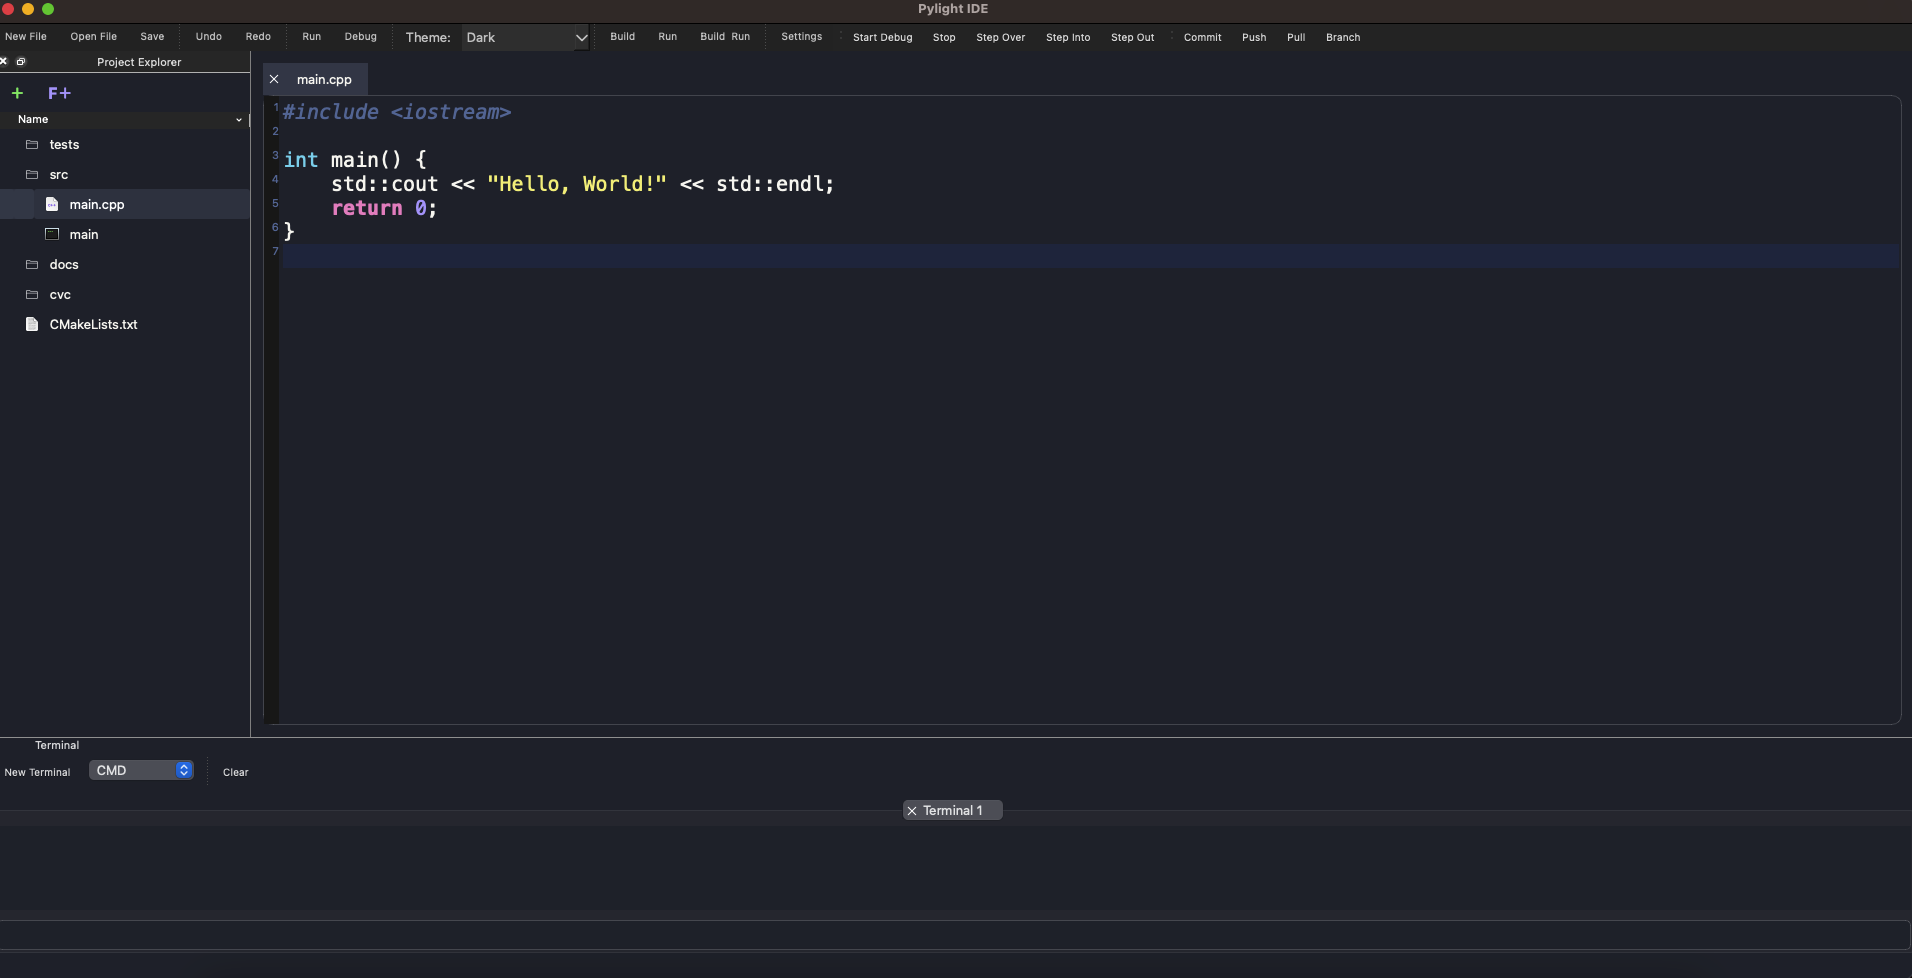 Pylight IDE
New File Open File Save Undo Redo Run Debug Theme: Dark Build Run Build Run Settings Start Debug Stop Step Over Step Into Step Out Commit Push Pull Branch
Project Explorer
+ F+
Name
tests
src
main.cpp
main
docs
cvc
CMakeLists.txt
main.cpp
1 #include <iostream>
2
3 int main() {
4     std::cout << "Hello, World!" << std::endl;
5     return 0;
6 }
7
Terminal
New Terminal CMD Clear
Terminal 1